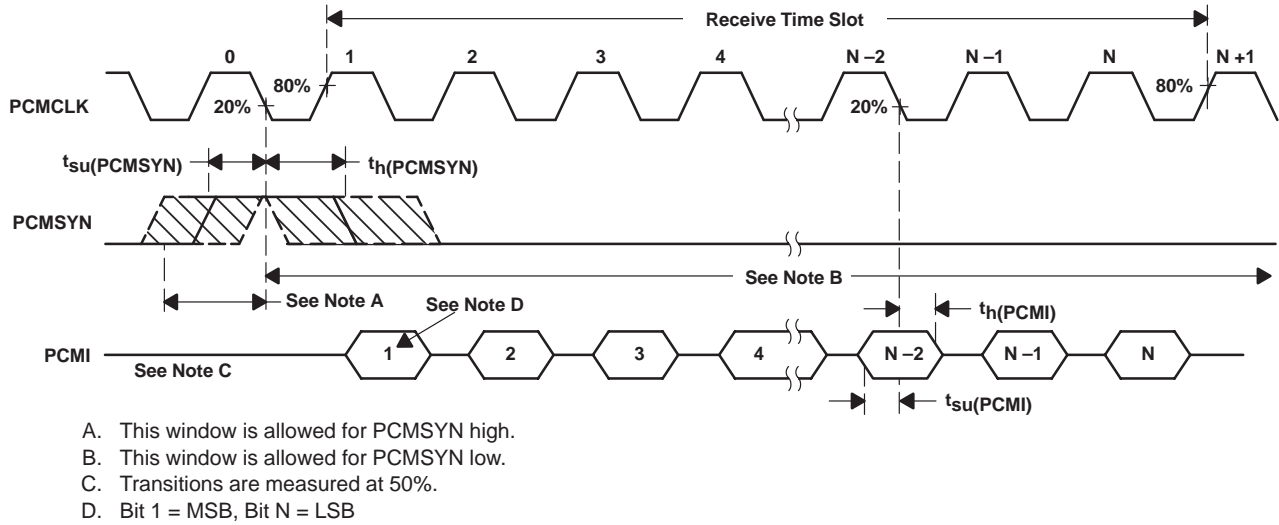 Receive Time Slot
0 1 2 3 4 N –2 N –1 N N +1
80% 80%
PCMCLK 20% 20%
tsu(PCMSYN) th(PCMSYN)
PCMSYN
See Note B
See Note A See Note D th(PCMI)
PCMI 1 2 3 4 N –2 N –1 N
See Note C
tsu(PCMI)
A. This window is allowed for PCMSYN high.
B. This window is allowed for PCMSYN low.
C. Transitions are measured at 50%.
D. Bit 1 = MSB, Bit N = LSB